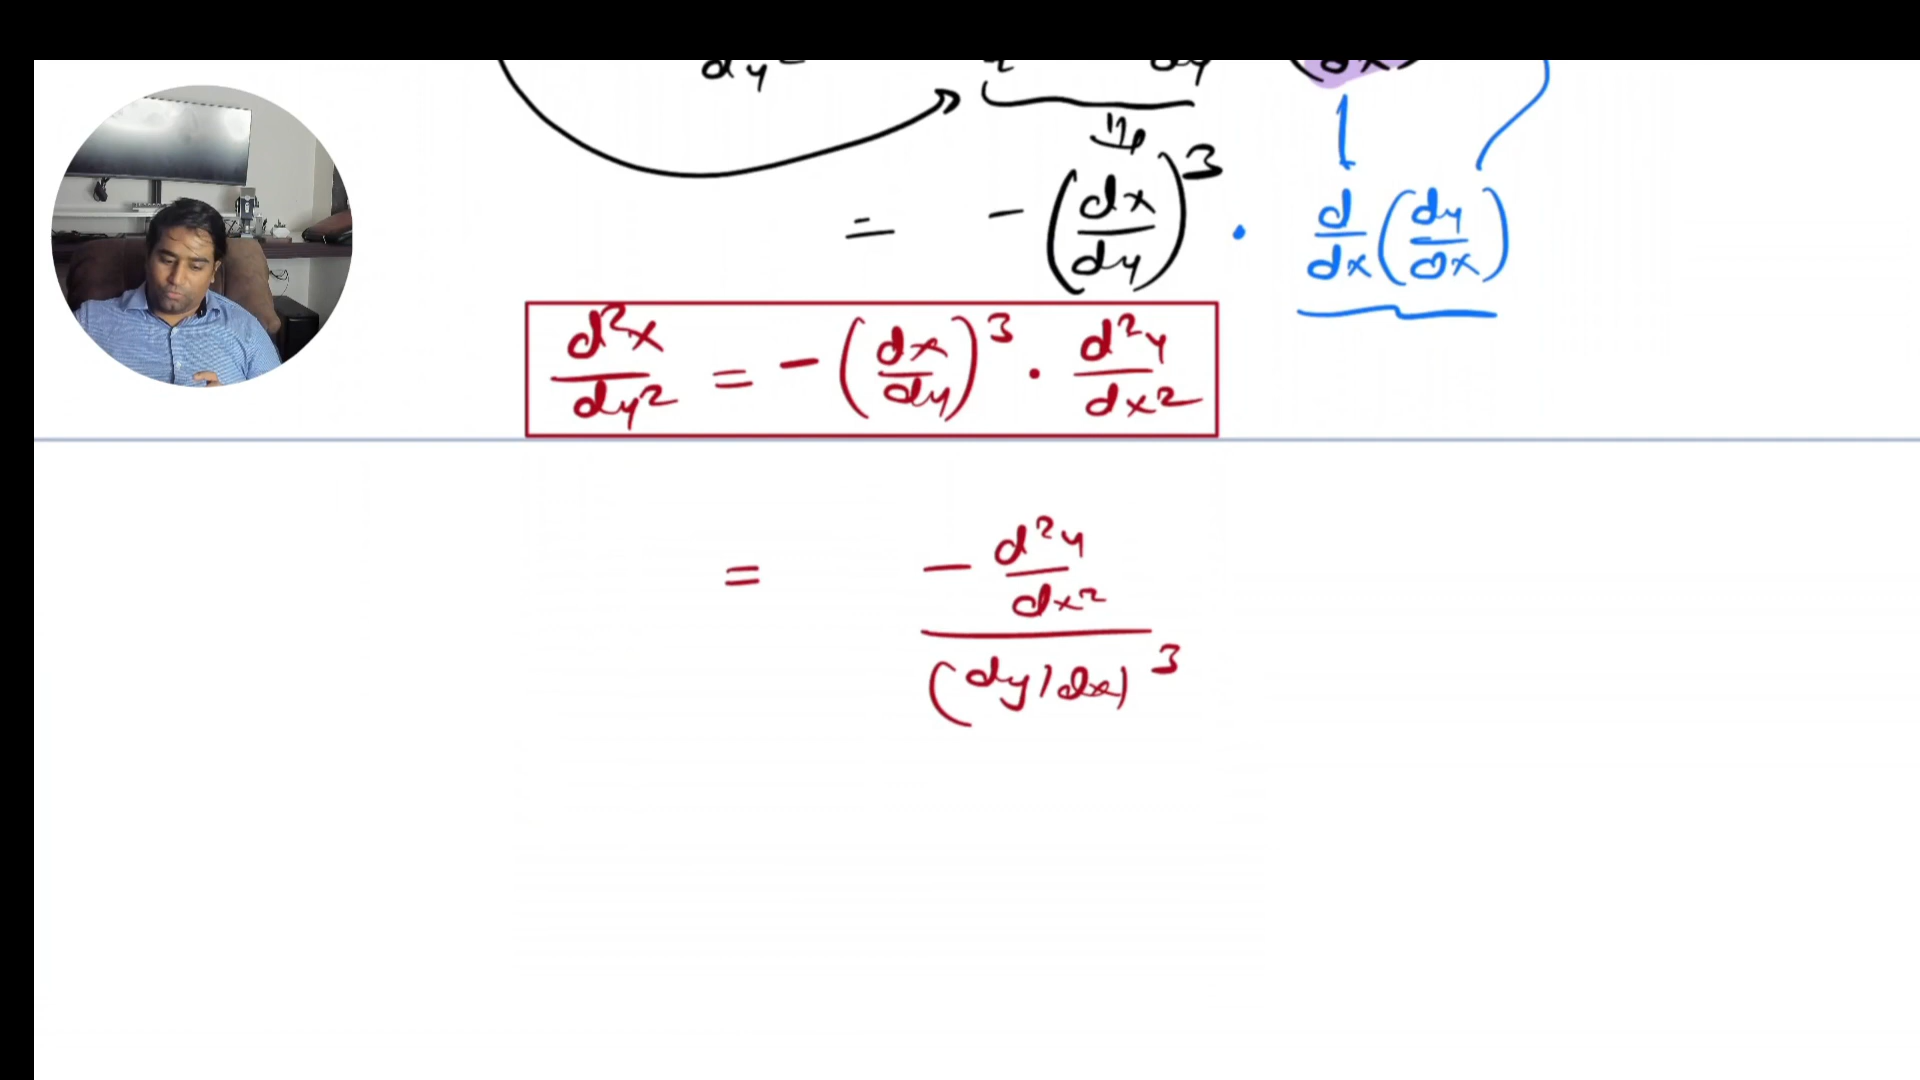 = - (dx/dy)^3 · d/dx (dy/dx)
d²x/dy² = - (dx/dy)^3 · d²y/dx²
= - d²y/dx² / (dy/dx)^3